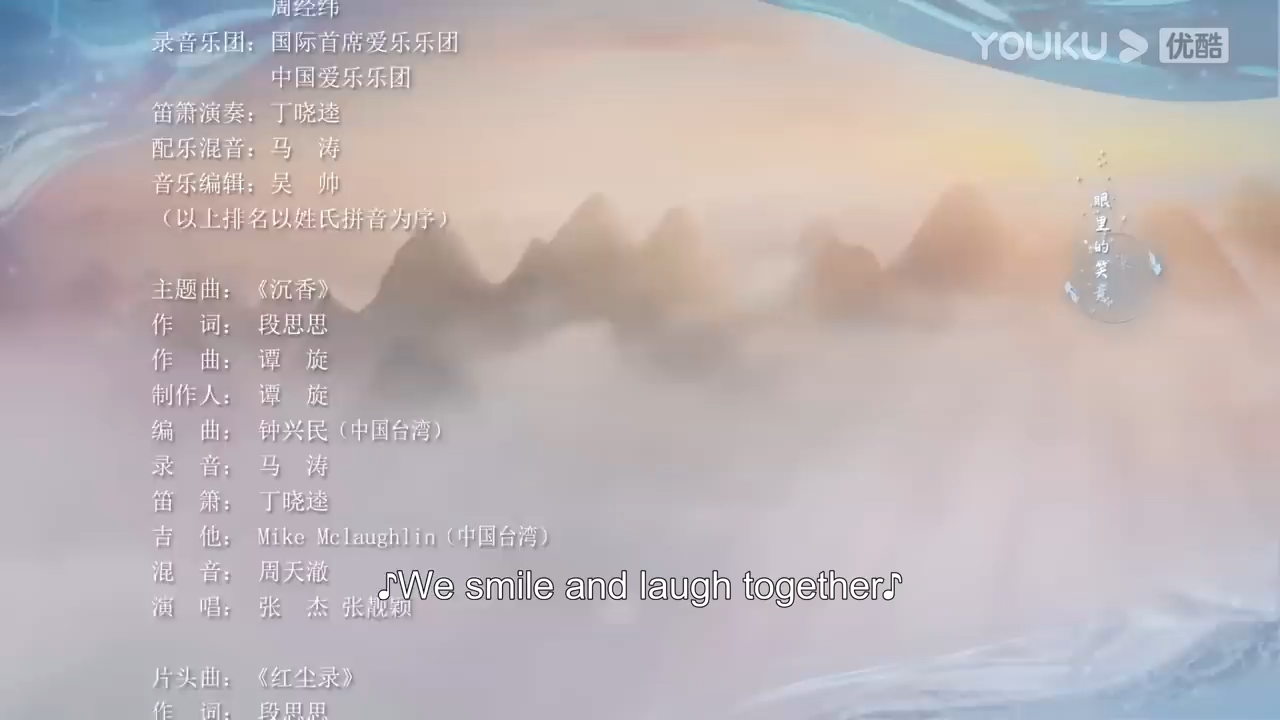 周经纬
录音乐团：国际首席爱乐乐团
中国爱乐乐团
笛箫演奏：丁晓逵
配乐混音：马　涛
音乐编辑：吴　帅
（以上排名以姓氏拼音为序）
主题曲：《沉香》
作　词：段思思
作　曲：谭　旋
制作人：谭　旋
编　曲：钟兴民（中国台湾）
录　音：马　涛
笛　箫：丁晓逵
吉　他：Mike Mclaughlin（中国台湾）
混　音：周天澈
演　唱：张　杰 张靓颖
片头曲：《红尘录》
作　词：段思思
♪We smile and laugh together♪
YOUKU 优酷
眼里的笑意